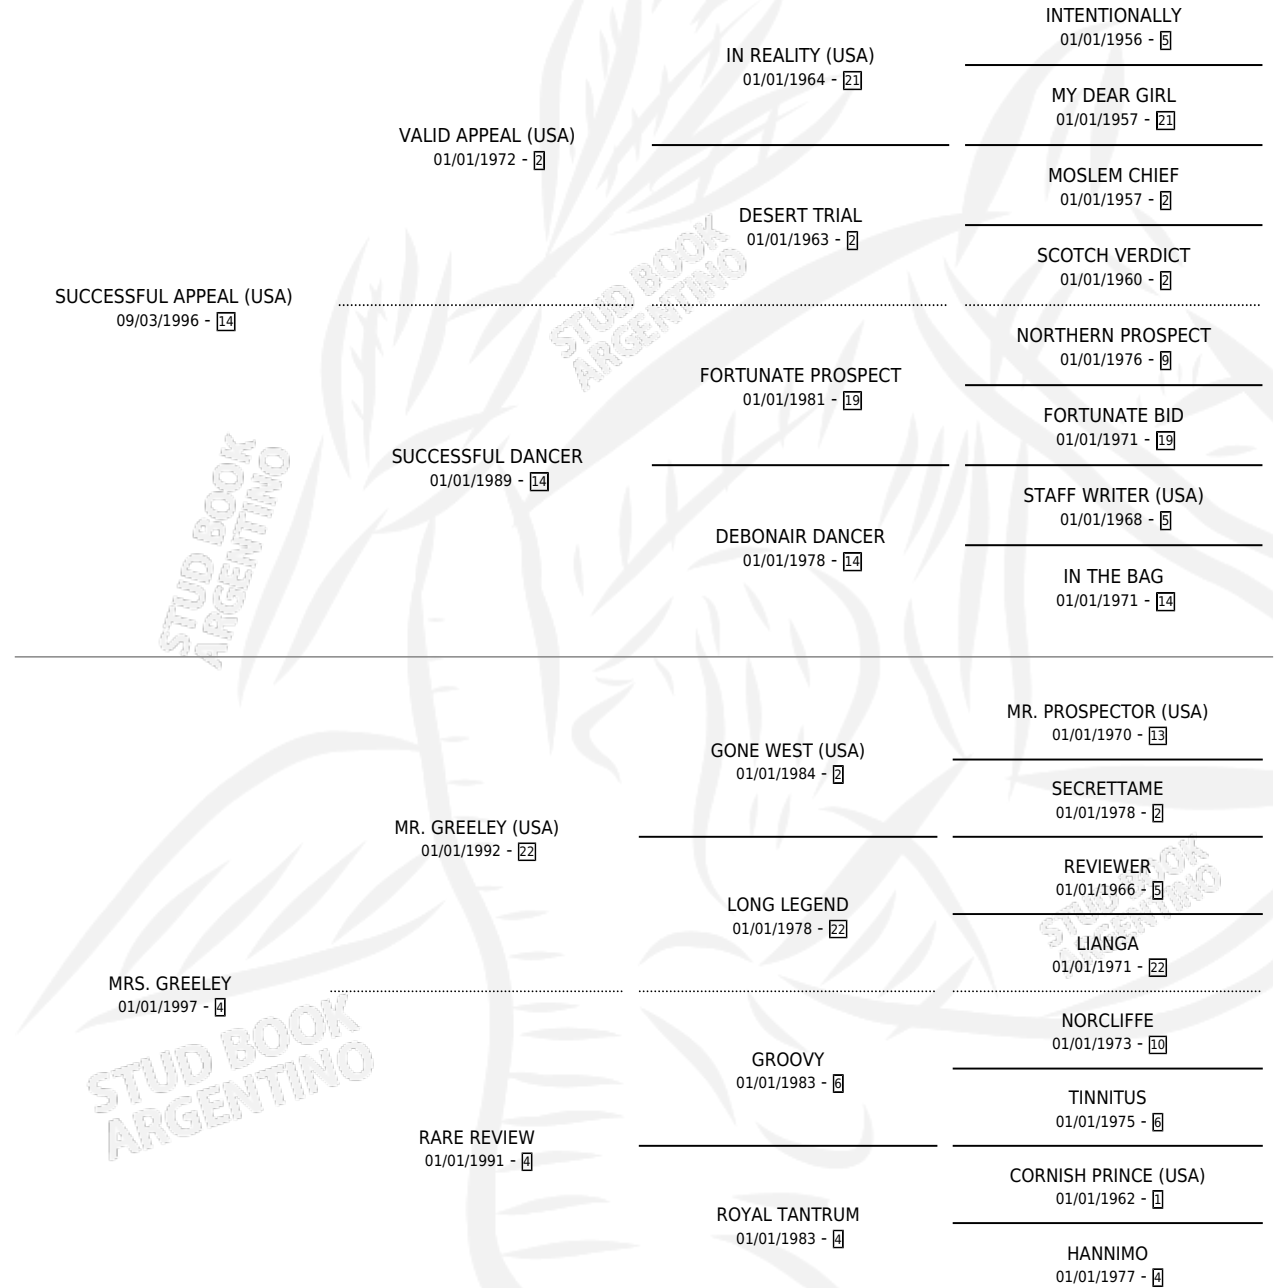 INTENTIONALLY
01/01/1956 - 5
IN REALITY (USA)
01/01/1964 - 21
MY DEAR GIRL
01/01/1957 - 21
VALID APPEAL (USA)
01/01/1972 - 2
MOSLEM CHIEF
01/01/1957 - 2
DESERT TRIAL
01/01/1963 - 2
SCOTCH VERDICT
01/01/1960 - 2
SUCCESSFUL APPEAL (USA)
09/03/1996 - 14
STUD BOOK
ARGENTINO
NORTHERN PROSPECT
01/01/1976 - 9
FORTUNATE PROSPECT
01/01/1981 - 19
FORTUNATE BID
01/01/1971 - 19
SUCCESSFUL DANCER
01/01/1989 - 14
STAFF WRITER (USA)
01/01/1968 - 5
DEBONAIR DANCER
01/01/1978 - 14
IN THE BAG
01/01/1971 - 14
STUD BOOK
ARGENTINO
MR. PROSPECTOR (USA)
01/01/1970 - 13
GONE WEST (USA)
01/01/1984 - 2
SECRETTAME
01/01/1978 - 2
MR. GREELEY (USA)
01/01/1992 - 22
REVIEWER
01/01/1966 - 5
LONG LEGEND
01/01/1978 - 22
LIANGA
01/01/1971 - 22
STUD BOOK
ARGENTINO
MRS. GREELEY
01/01/1997 - 4
NORCLIFFE
01/01/1973 - 10
GROOVY
01/01/1983 - 6
TINNITUS
01/01/1975 - 6
STUD BOOK
ARGENTINO
RARE REVIEW
01/01/1991 - 4
CORNISH PRINCE (USA)
01/01/1962 - 1
ROYAL TANTRUM
01/01/1983 - 4
HANNIMO
01/01/1977 - 4